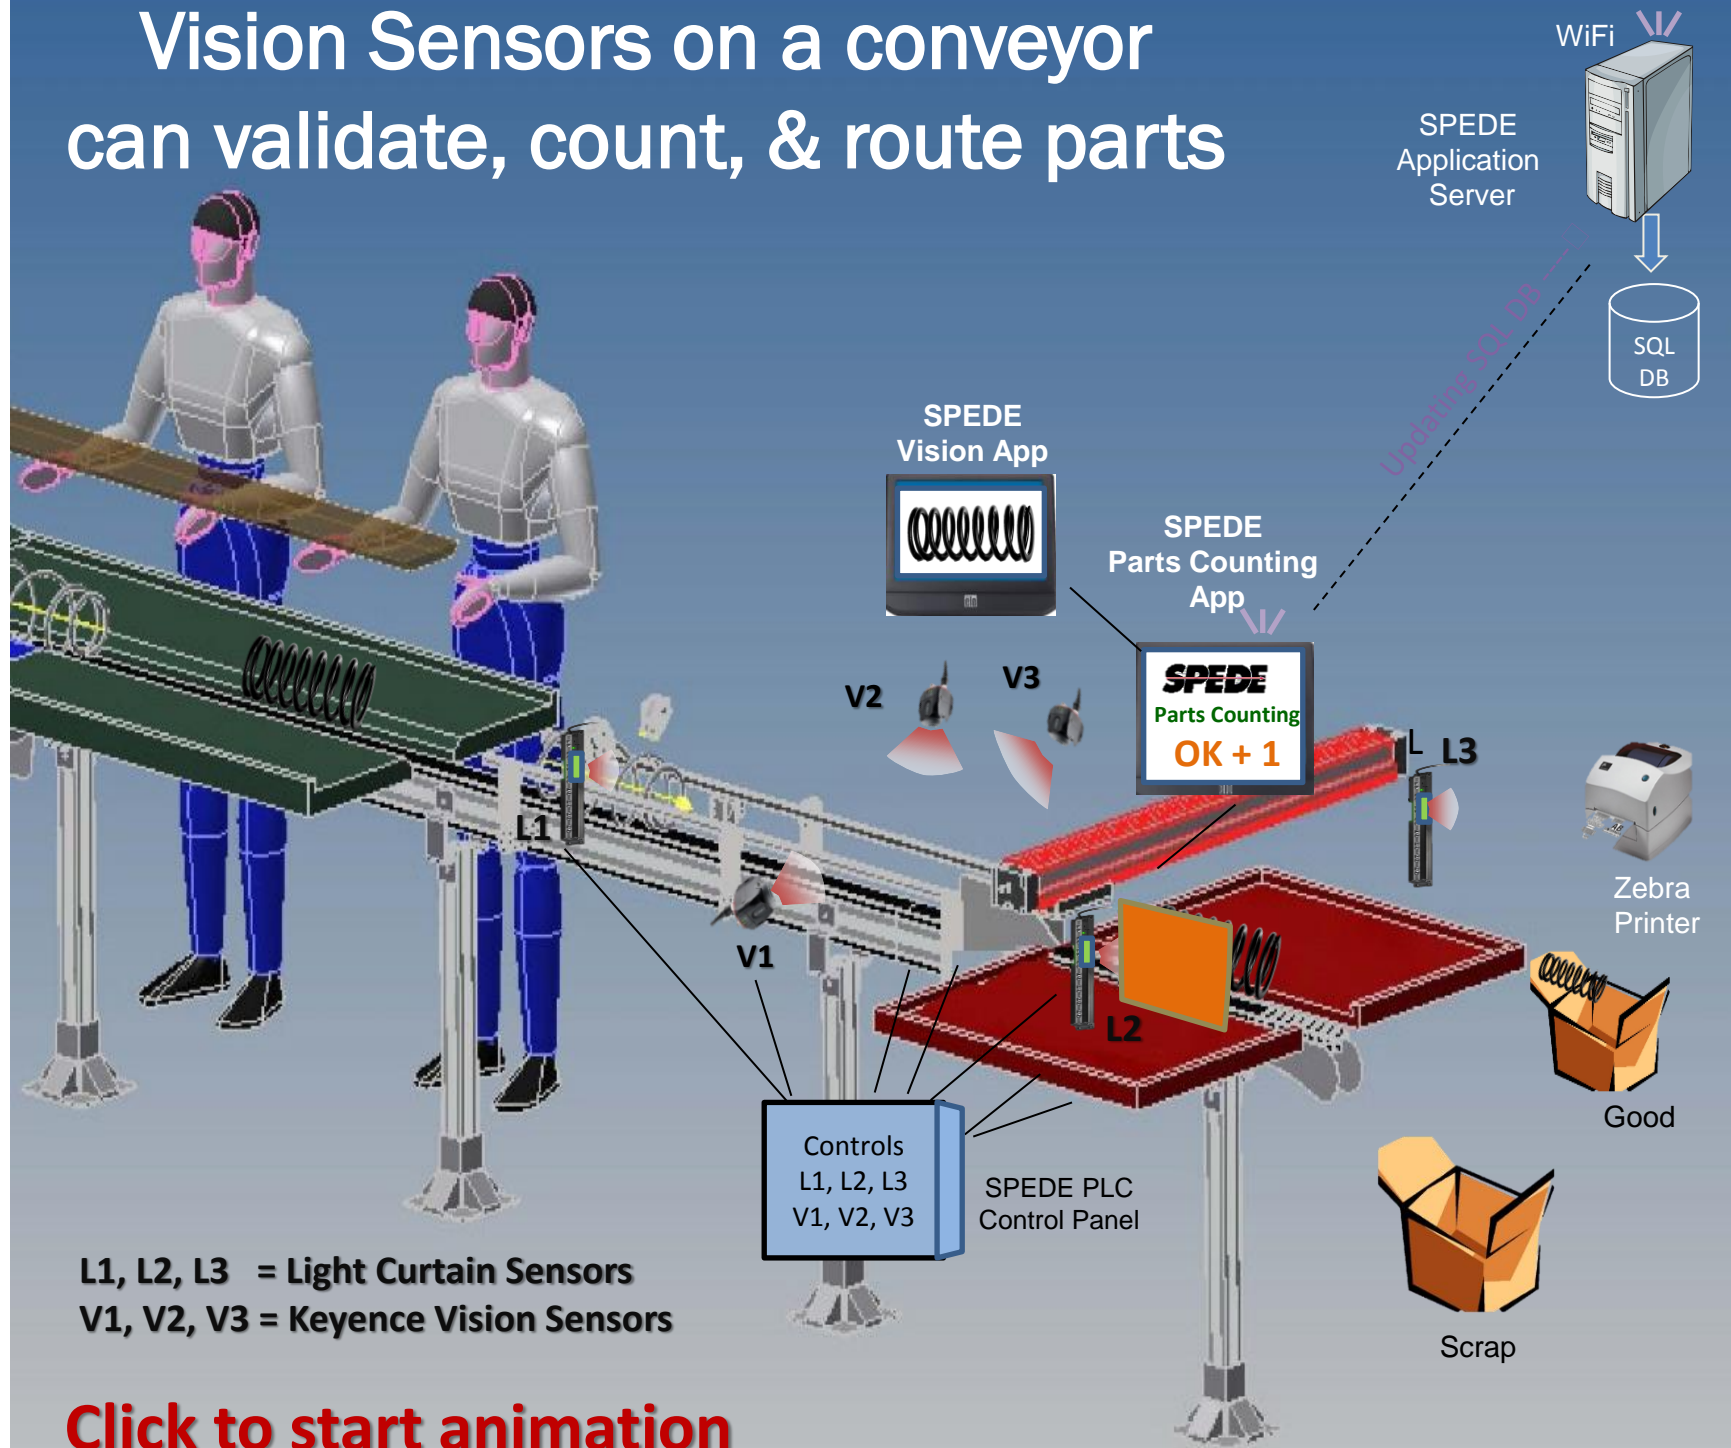 Vision Sensors on a conveyor
can validate, count, & route parts
WiFi
SPEDE
Application
Server
SQL
DB
Updating SQL DB
SPEDE
Vision App
SPEDE
Parts Counting
App
SPEDE
Parts Counting
OK + 1
V2
V3
L
L3
L1
V1
L2
Zebra
Printer
Good
Controls
L1, L2, L3
V1, V2, V3
SPEDE PLC
Control Panel
Scrap
L1, L2, L3 = Light Curtain Sensors
V1, V2, V3 = Keyence Vision Sensors
Click to start animation